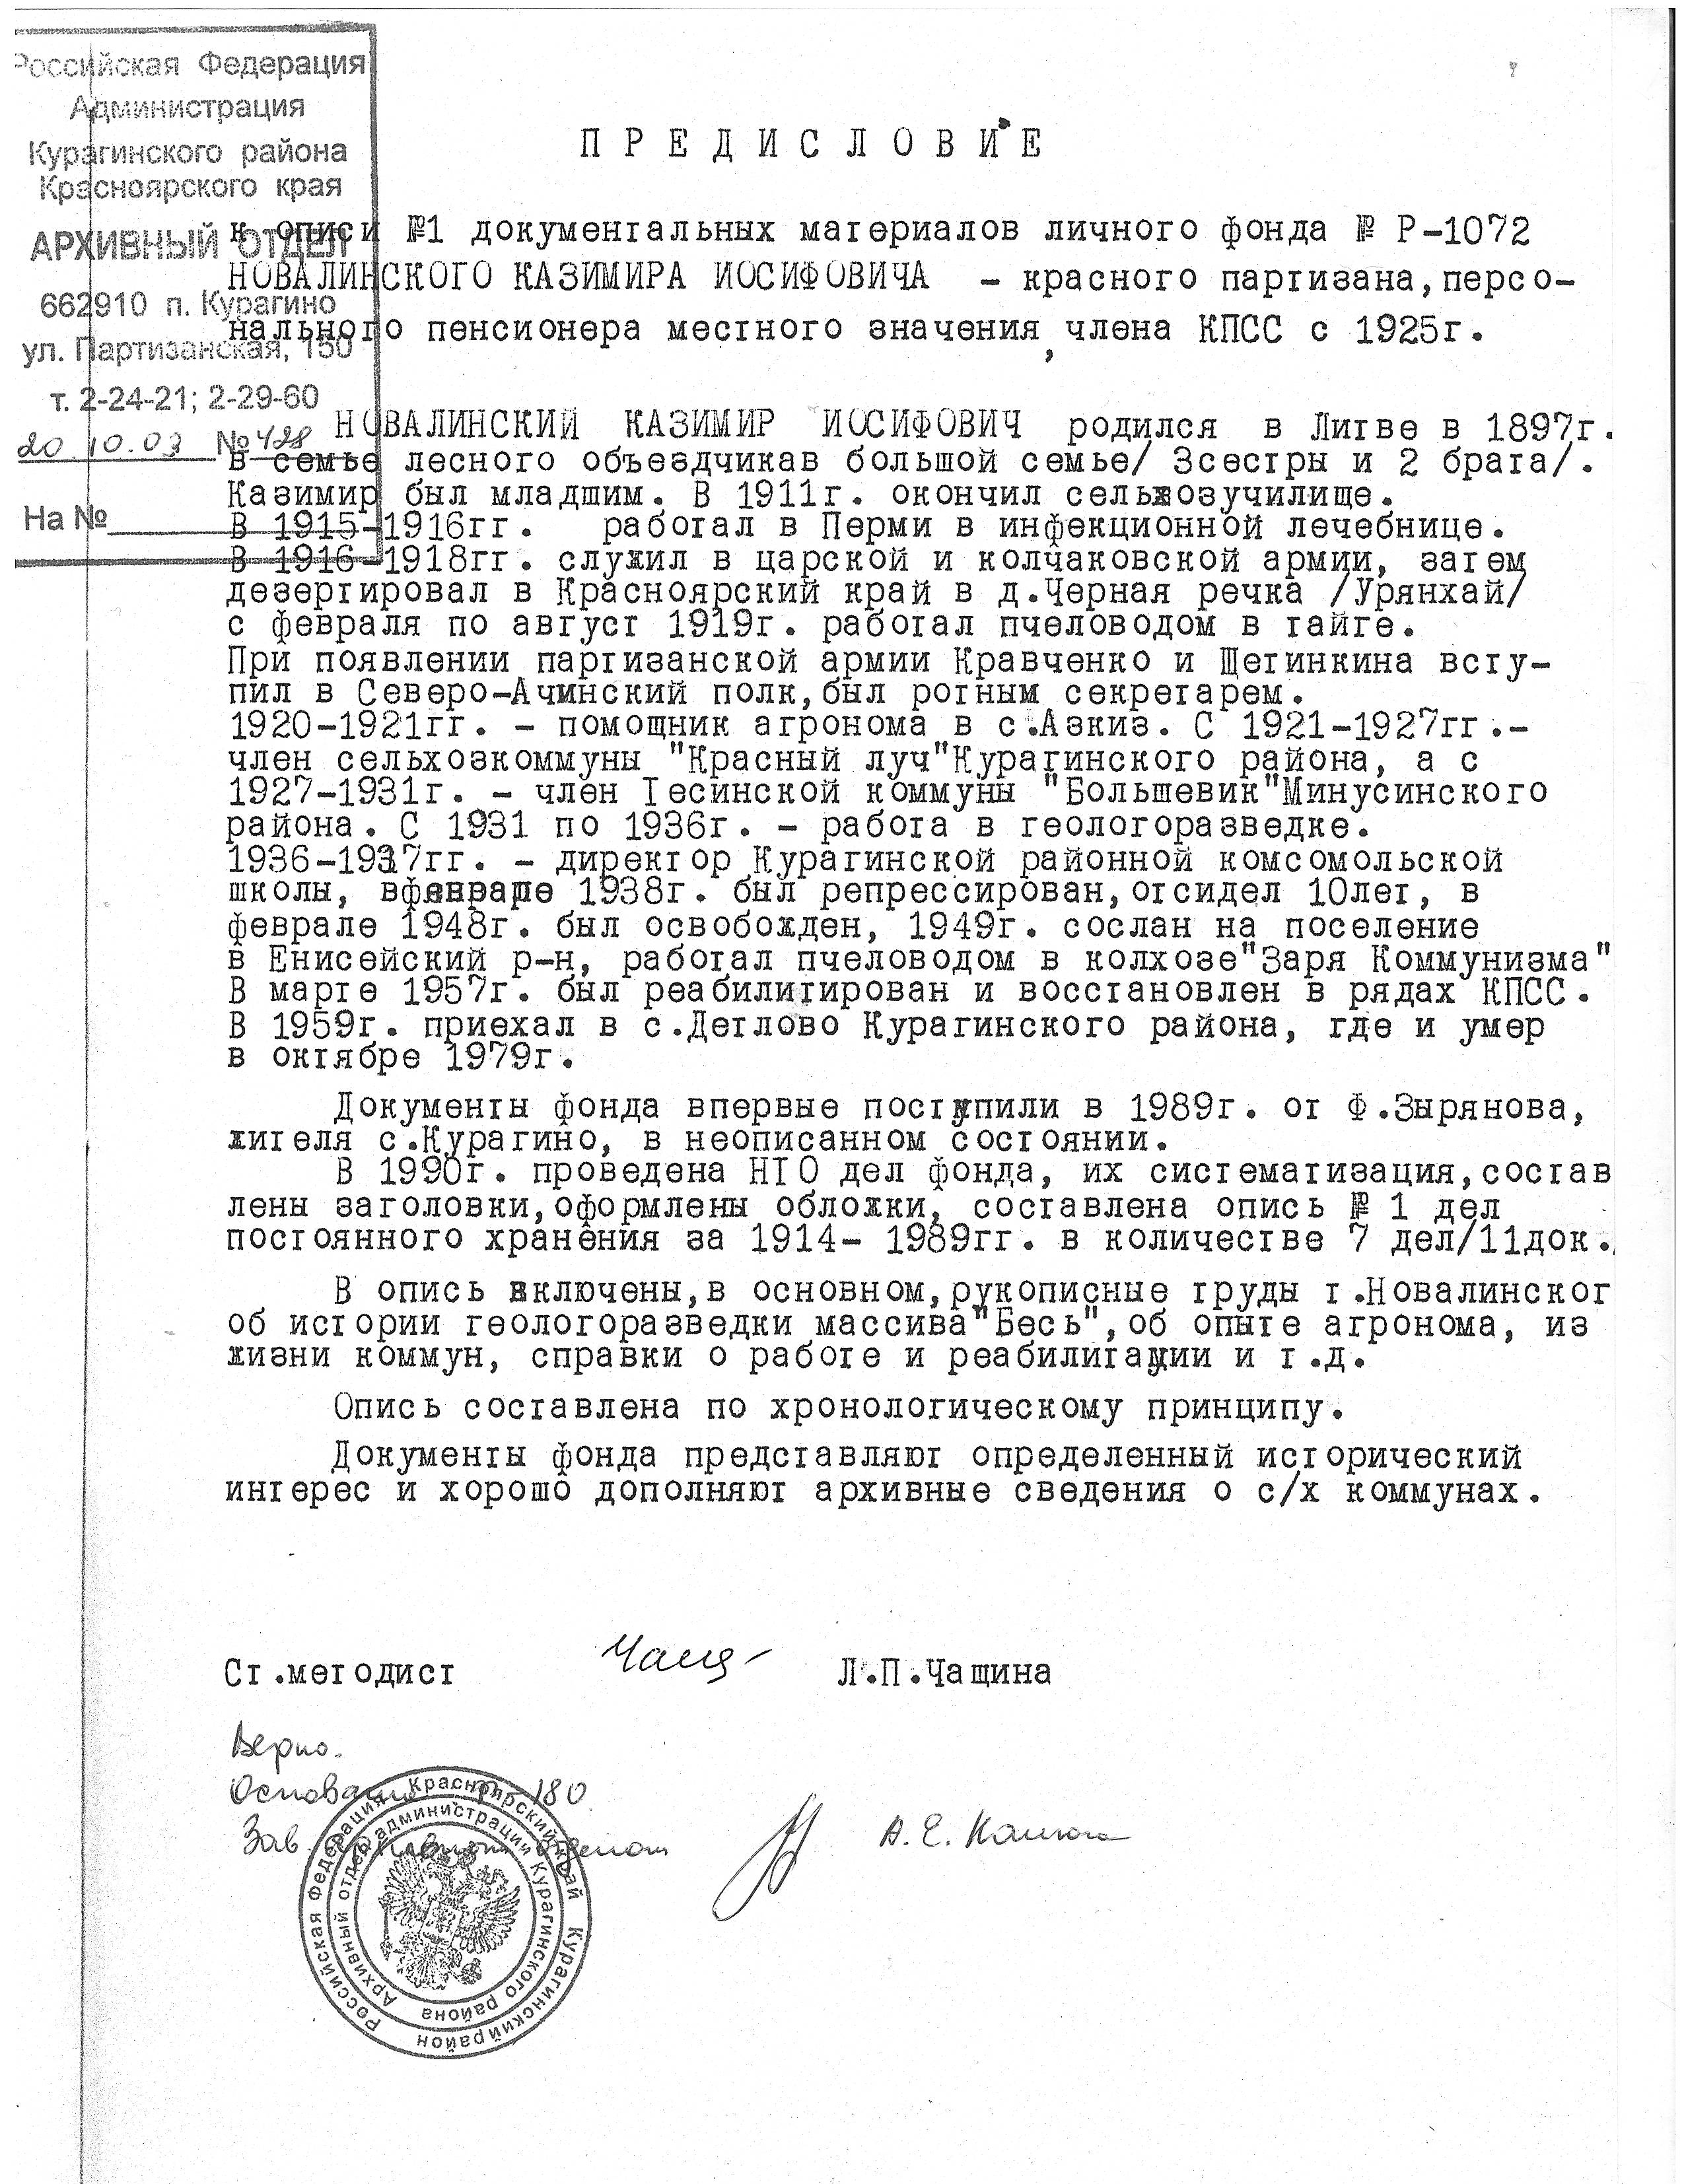 Российская Федерация
Администрация
Курагинского района
Красноярского края
АРХИВНЫЙ ОТДЕЛ
662910 п. Курагино
ул. Партизанская, 150
т. 2-24-21; 2-29-60
20.10.03 № 428
На №
ПРЕДИСЛОВИЕ
к описи №1 документальных материалов личного фонда № Р-1072
НОВАЛИНСКОГО КАЗИМИРА ИОСИФОВИЧА - красного партизана,персо-
нального пенсионера местного значения, члена КПСС с 1925г.
НОВАЛИНСКИЙ КАЗИМИР ИОСИФОВИЧ родился в Литве в 1897г.
в семье лесного объездчикав большой семье/ 3сестры и 2 брата/.
Казимир был младшим. В 1911г. окончил сельхозучилище.
В 1915-1916гг. работал в Перми в инфекционной лечебнице.
В 1916-1918гг. служил в царской и колчаковской армии, затем
дезертировал в Красноярский край в д.Черная речка /Урянхай/
с февраля по август 1919г. работал пчеловодом в тайге.
При появлении партизанской армии Кравченко и Щетинкина всту-
пил в Северо-Ачинский полк,был ротным секретарем.
1920-1921гг. - помощник агронома в с.Азкиз. С 1921-1927гг.-
член сельхозкоммуны "Красный луч"Курагинского района, а с
1927-1931г. - член Тесинской коммуны "Большевик"Минусинского
района. С 1931 по 1936г. - работа в геологоразведке.
1936-1937гг. - директор Курагинской районной комсомольской
школы, вфеврале 1938г. был репрессирован,отсидел 10лет, в
феврале 1948г. был освобожден, 1949г. сослан на поселение
в Енисейский р-н, работал пчеловодом в колхозе"Заря Коммунизма"
В марте 1957г. был реабилитирован и восстановлен в рядах КПСС.
В 1959г. приехал в с.Детлово Курагинского района, где и умер
в октябре 1979г.
Документы фонда впервые поступили в 1989г. от Ф.Зырянова,
жителя с.Курагино, в неописанном состоянии.
В 1990г. проведена НТО дел фонда, их систематизация,состав
лены заголовки,оформлены обложки, составлена опись № 1 дел
постоянного хранения за 1914- 1989гг. в количестве 7 дел/11док.
В опись включены,в основном,рукописные труды т.Новалинског
об истории геологоразведки массива"Бесь",об опыте агронома, из
жизни коммун, справки о работе и реабилитации и т.д.
Опись составлена по хронологическому принципу.
Документы фонда представляют определенный исторический
интерес и хорошо дополняют архивные сведения о с/х коммунах.
Ст.методист Чащ Л.П.Чащина
Верно.
180
Зав. архивным отделом А.Е.
Российская Федерация Красноярский край Курагинский район
Архивный отдел администрации Курагинского района